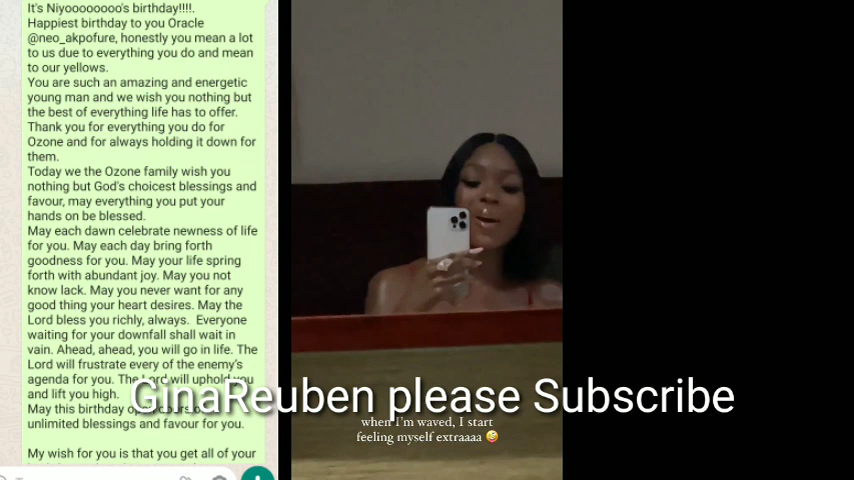 It's Niyoooooooo's birthday!!!!.
Happiest birthday to you Oracle
@neo_akpofure, honestly you mean a lot
to us due to everything you do and mean
to our yellows.
You are such an amazing and energetic
young man and we wish you nothing but
the best of everything life has to offer.
Thank you for everything you do for
Ozone and for always holding it down for
them.
Today we the Ozone family wish you
nothing but God's choicest blessings and
favour, may everything you put your
hands on be blessed.
May each dawn celebrate newness of life
for you. May each day bring forth
goodness for you. May your life spring
forth with abundant joy. May you not
know lack. May you never want for any
good thing your heart desires. May the
Lord bless you richly, always. Everyone
waiting for your downfall shall wait in
vain. Ahead, ahead, you will go in life. The
Lord will frustrate every of the enemy's
agenda for you. The Lord will uphold you
and lift you high.
May this birthday
unlimited blessings and favour for you.
My wish for you is that you get all of your
GinaReuben please Subscribe
when I'm waved, I start
feeling myself extraaaa 🤪